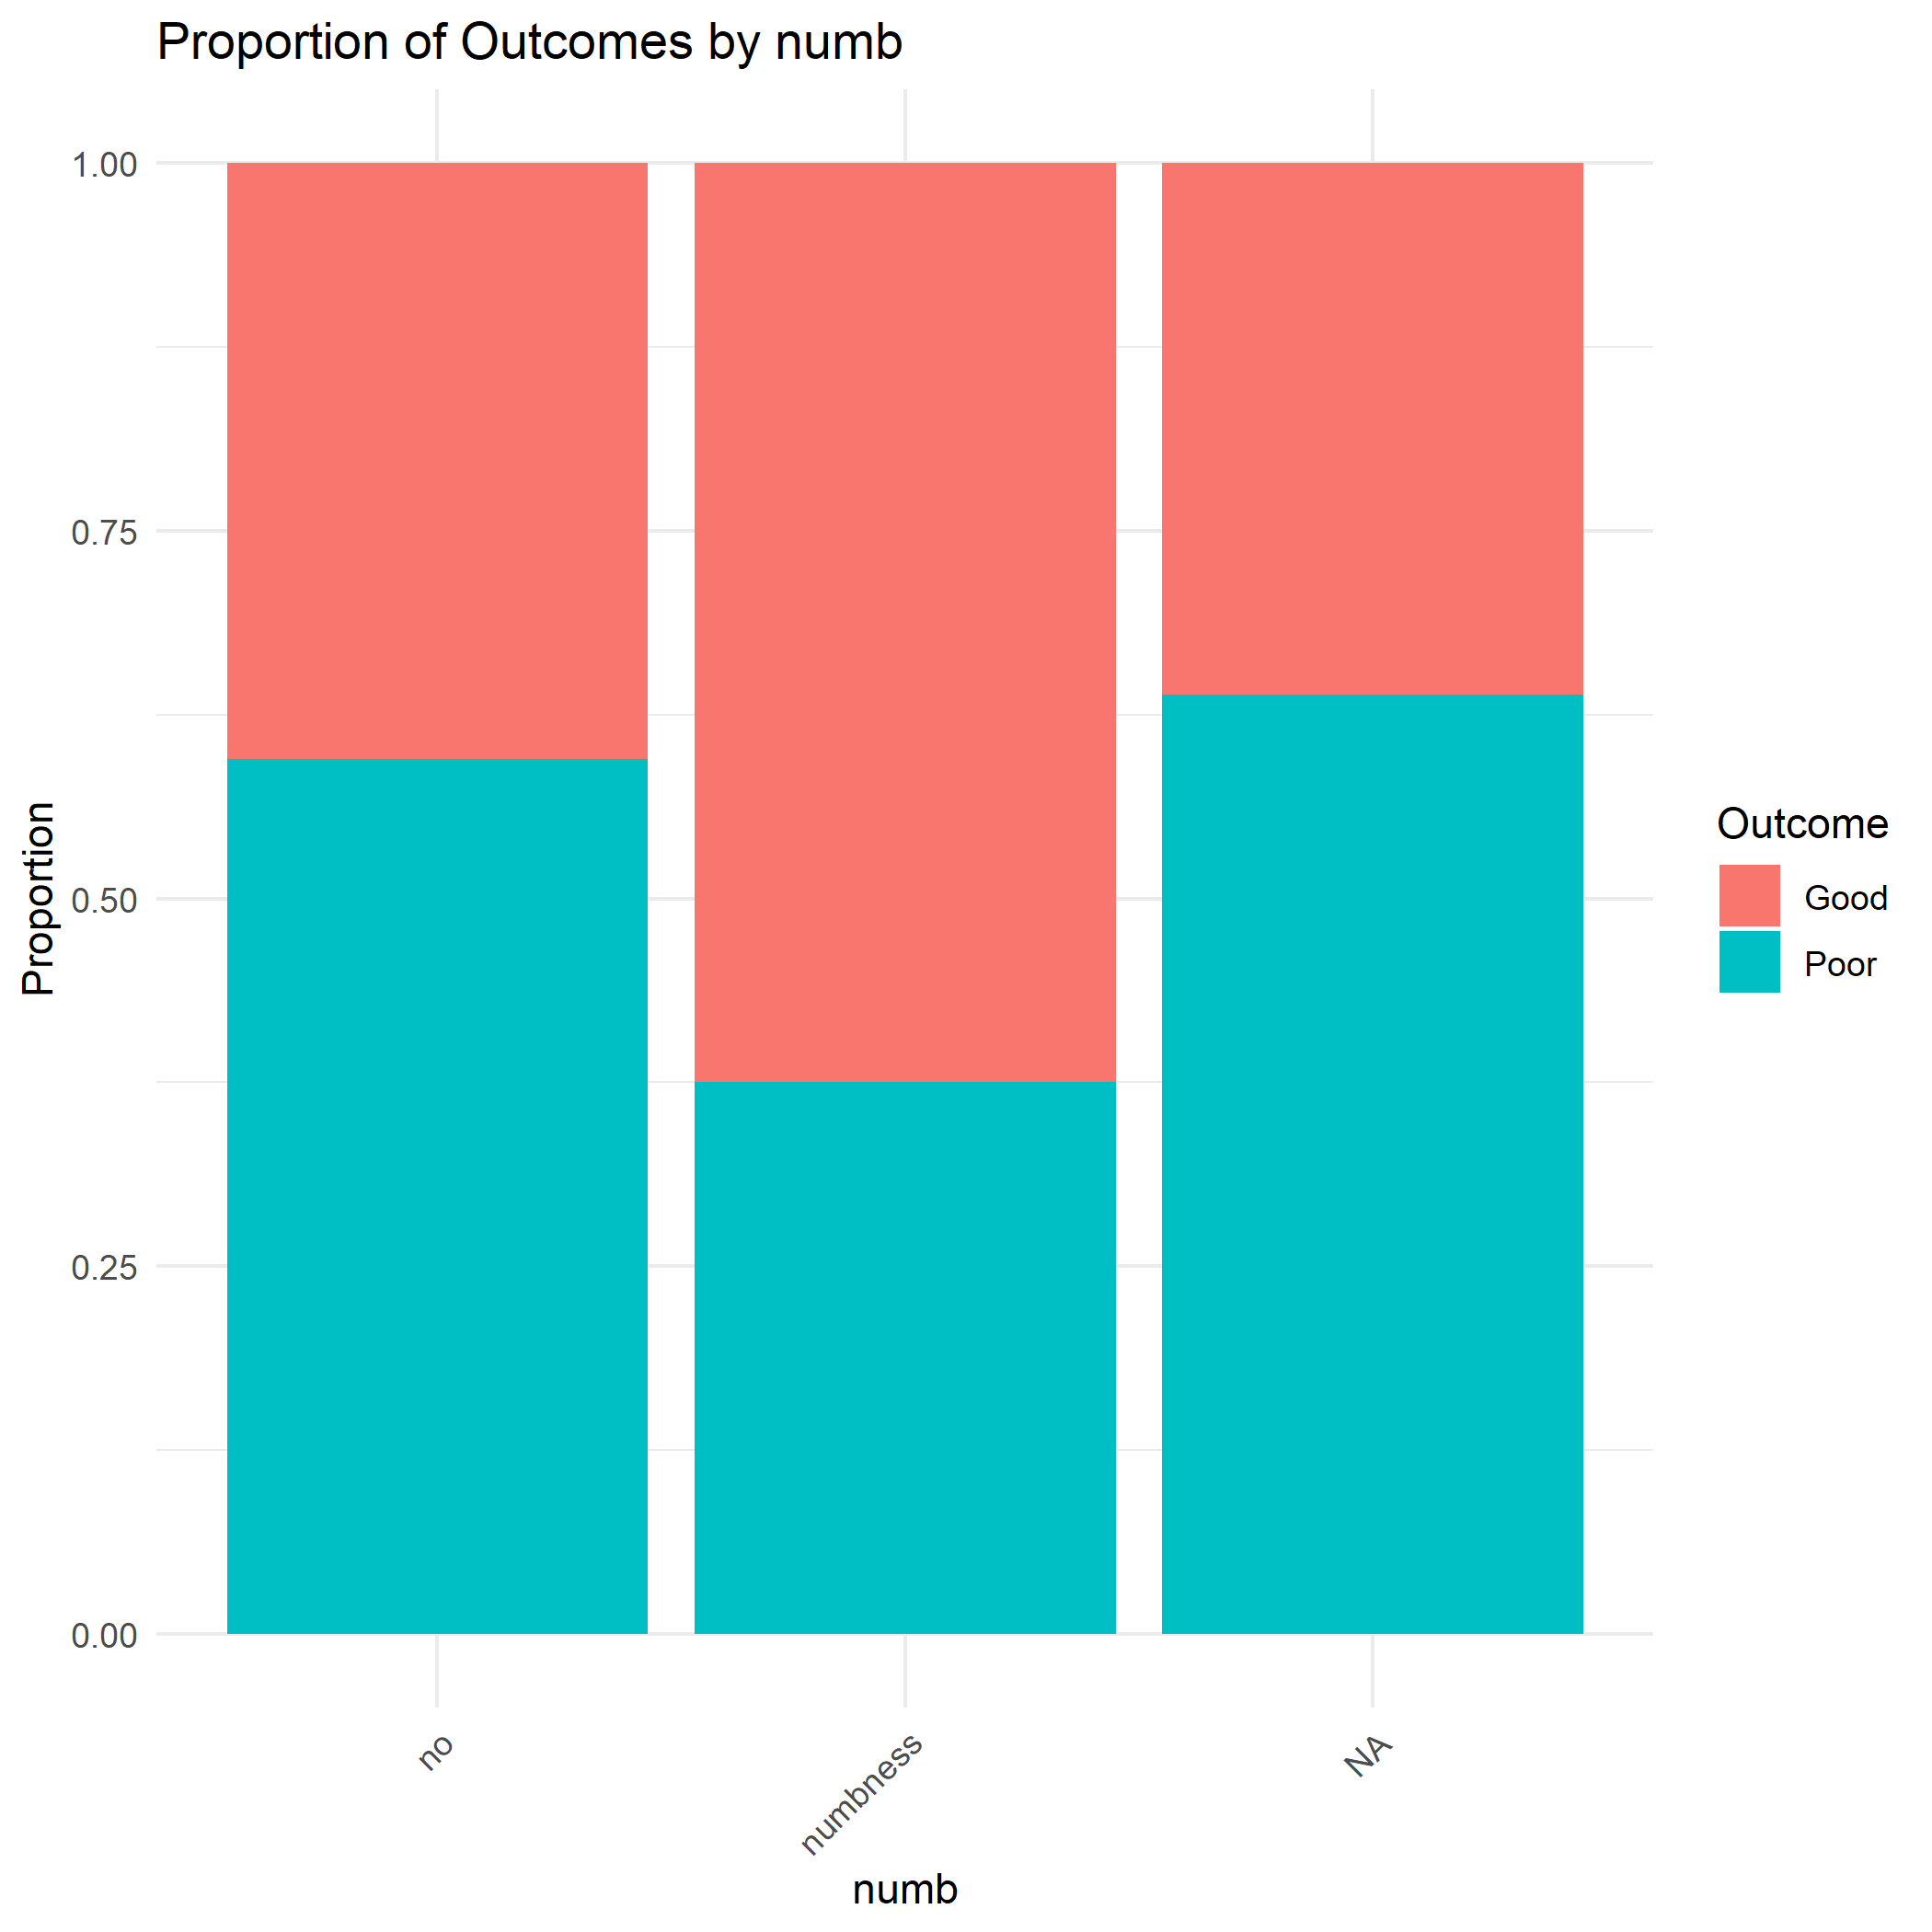 Proportion of Outcomes by numb
1.00
0.75
0.50
0.25
0.00
Proportion
no
numbness
NA
numb
Outcome
Good
Poor